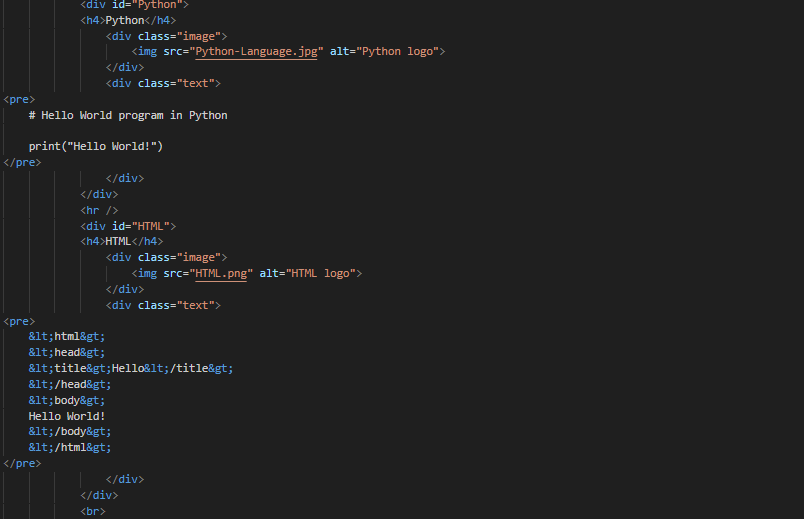 <div id="Python">
<h4>Python</h4>
<div class="image">
<img src="Python-Language.jpg" alt="Python logo">
</div>
<div class="text">
<pre>
# Hello World program in Python
print("Hello World!")
</pre>
</div>
</div>
<hr />
<div id="HTML">
<h4>HTML</h4>
<div class="image">
<img src="HTML.png" alt="HTML logo">
</div>
<div class="text">
<pre>
&lt;html&gt;
&lt;head&gt;
&lt;title&gt;Hello&lt;/title&gt;
&lt;/head&gt;
&lt;body&gt;
Hello World!
&lt;/body&gt;
&lt;/html&gt;
</pre>
</div>
</div>
<br>